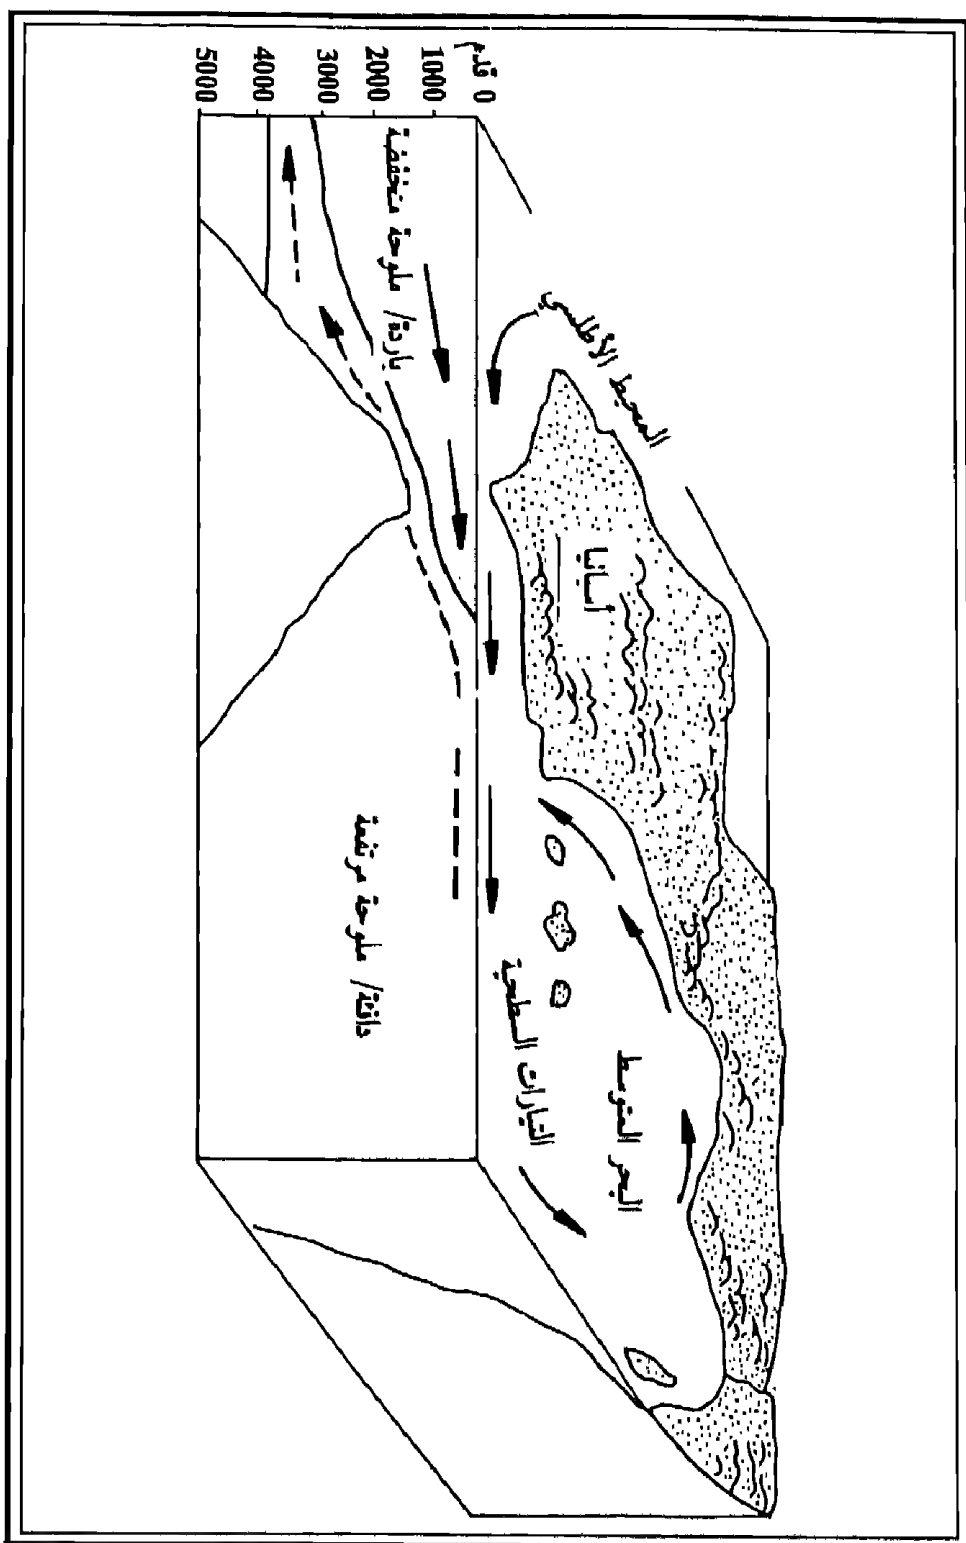 المحيط الأطلسي
أسبانيا
البحر المتوسط
التيارات السطحية
0 قدم
1000
2000
3000
4000
5000
باردة/ ملوحة منخفضة
دافئة/ ملوحة مرتفعة